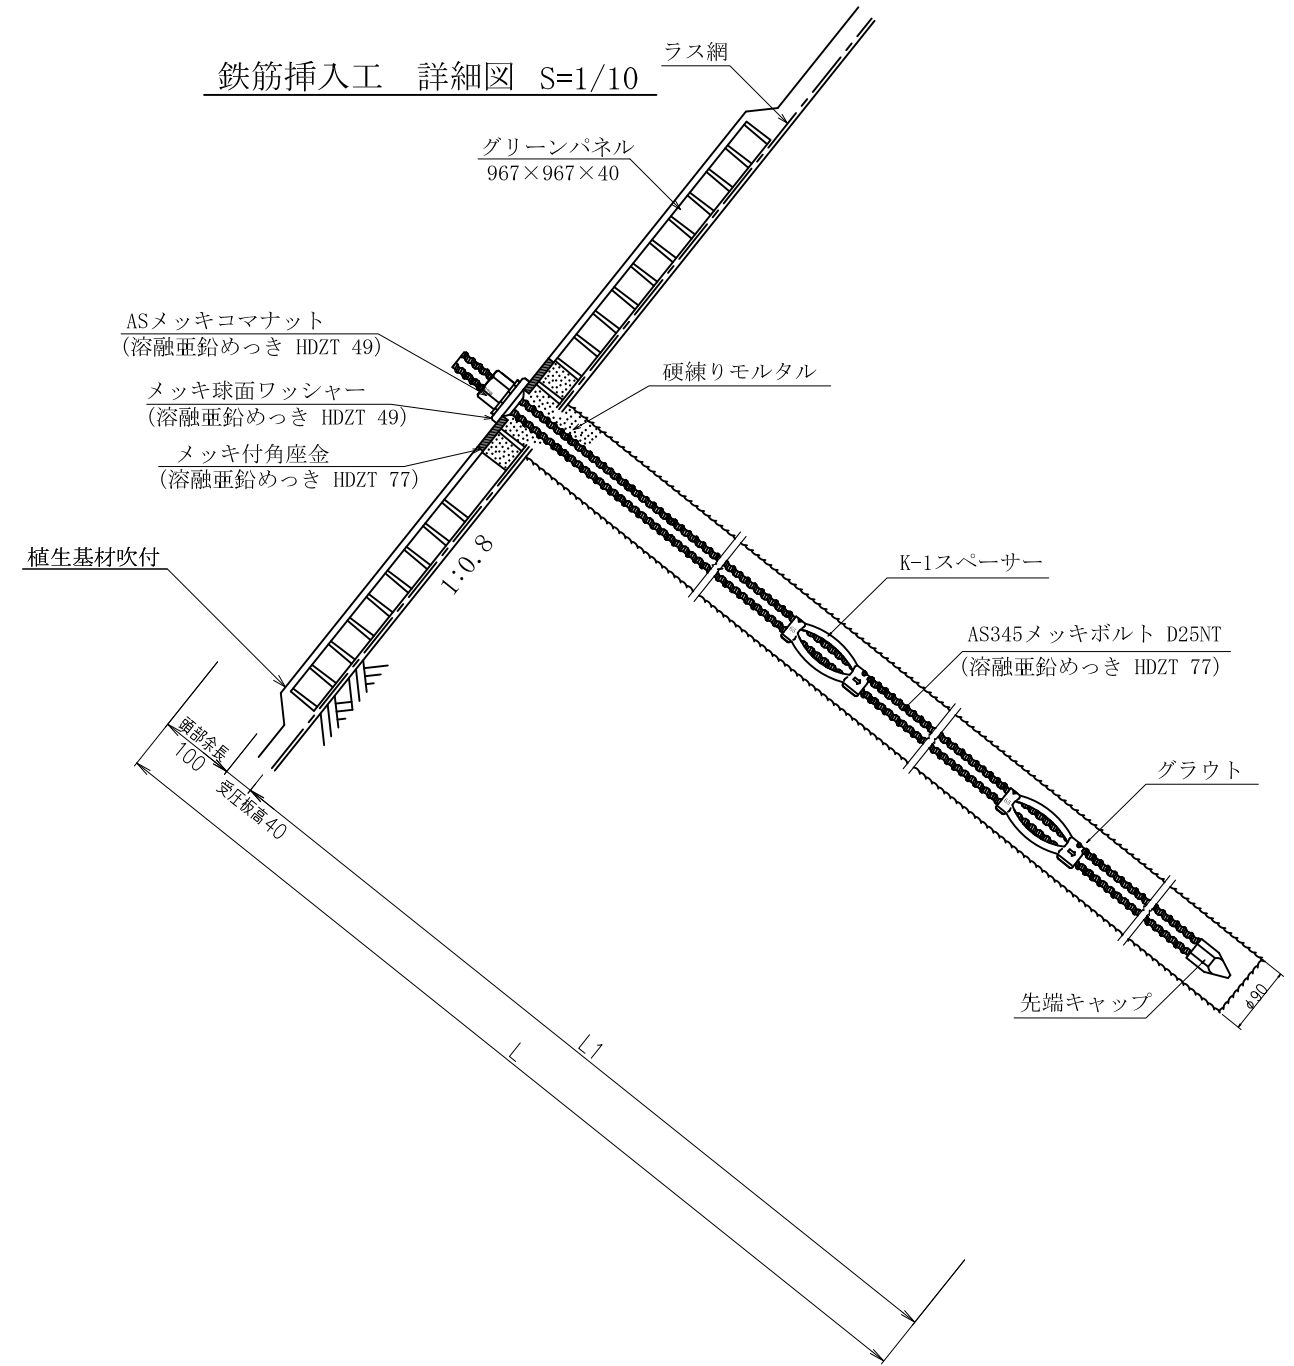 鉄筋挿入工　詳細図　S=1/10
ラス網
グリーンパネル
967×967×40
ASメッキコマナット
(溶融亜鉛めっき HDZT 49)
メッキ球面ワッシャー
(溶融亜鉛めっき HDZT 49)
メッキ付角座金
(溶融亜鉛めっき HDZT 77)
硬練りモルタル
植生基材吹付
1:0.8
K-1スペーサー
AS345メッキボルト D25NT
(溶融亜鉛めっき HDZT 77)
頭部余長
100
受圧板高40
グラウト
先端キャップ
φ90
L1
L